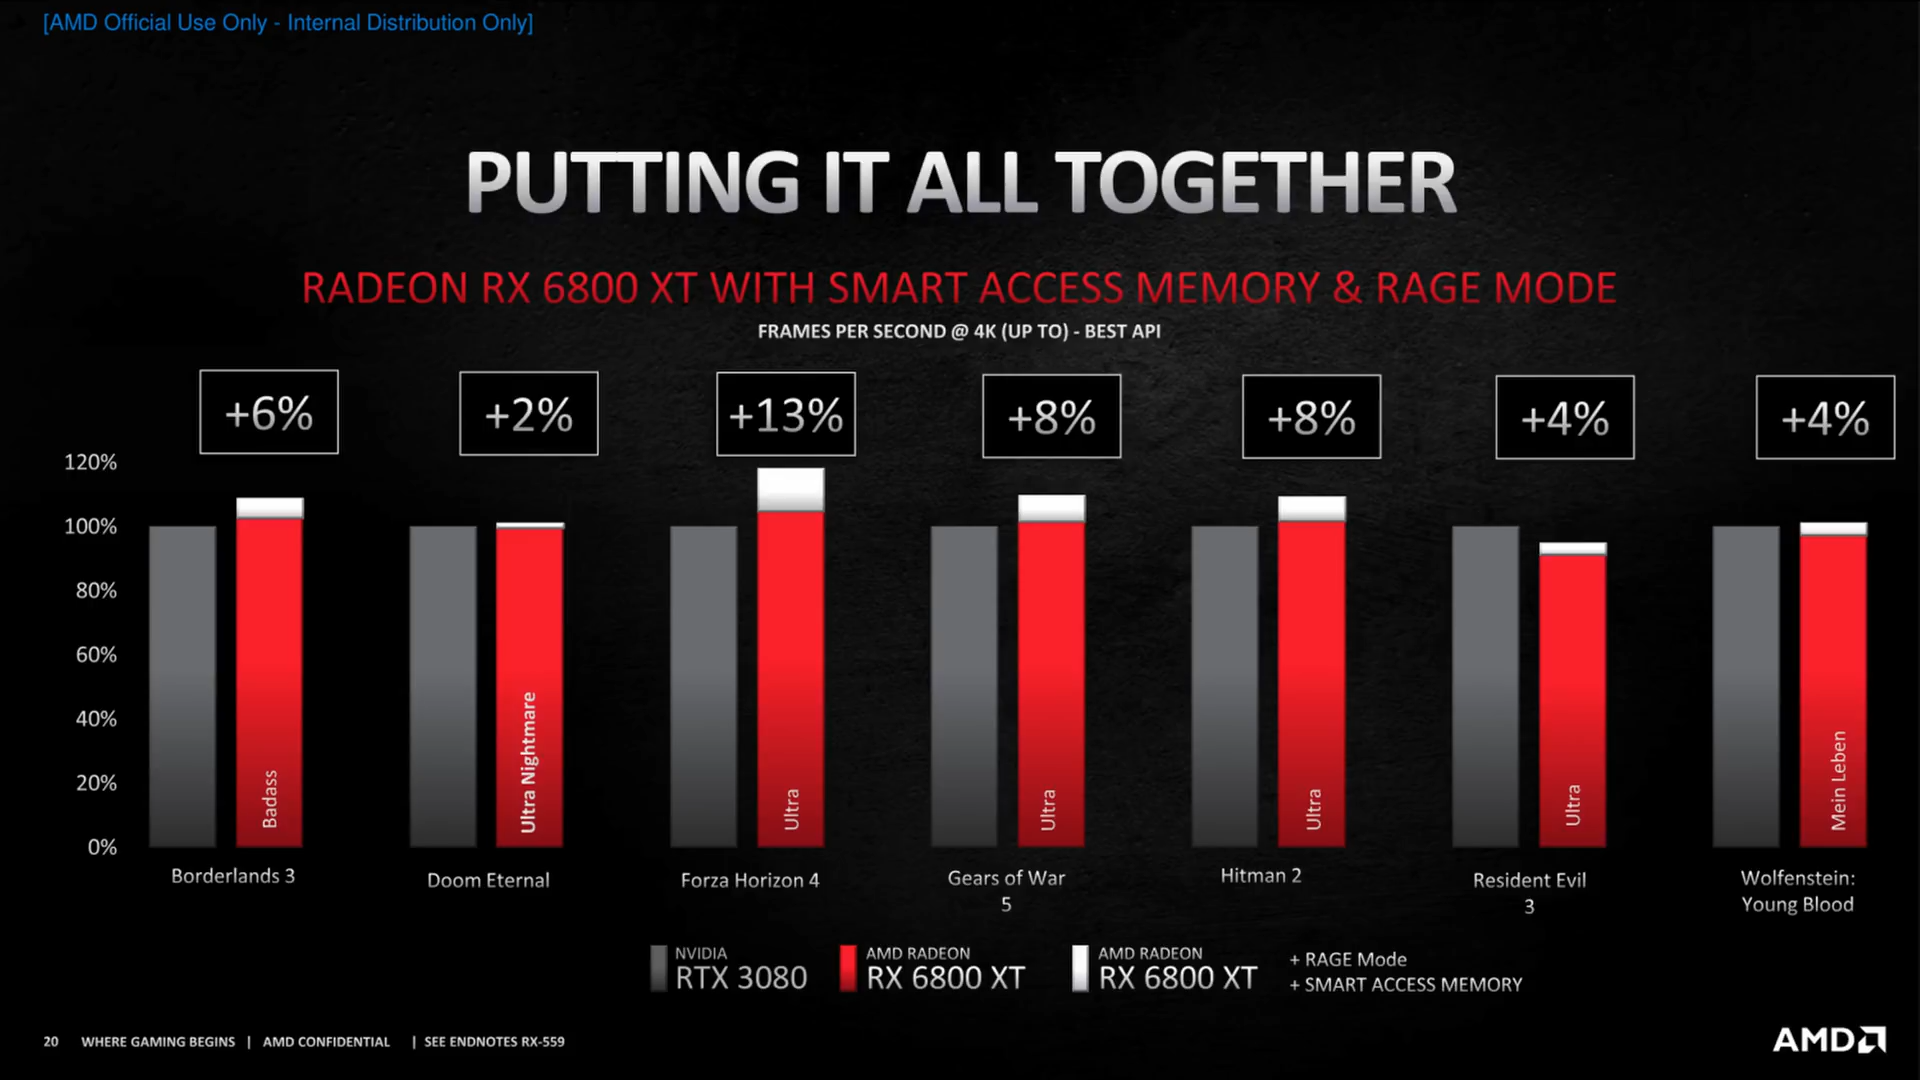 [AMD Official Use Only - Internal Distribution Only]
PUTTING IT ALL TOGETHER
RADEON RX 6800 XT WITH SMART ACCESS MEMORY & RAGE MODE
FRAMES PER SECOND @ 4K (UP TO) - BEST API
+6%
+2%
+13%
+8%
+8%
+4%
+4%
120%
100%
80%
60%
40%
20%
0%
Badass
Ultra Nightmare
Ultra
Ultra
Ultra
Ultra
Mein Leben
Borderlands 3
Doom Eternal
Forza Horizon 4
Gears of War
5
Hitman 2
Resident Evil
3
Wolfenstein:
Young Blood
NVIDIA
RTX 3080
AMD RADEON
RX 6800 XT
AMD RADEON
RX 6800 XT
+ RAGE Mode
+ SMART ACCESS MEMORY
20 WHERE GAMING BEGINS | AMD CONFIDENTIAL | SEE ENDNOTES RX-559
AMD